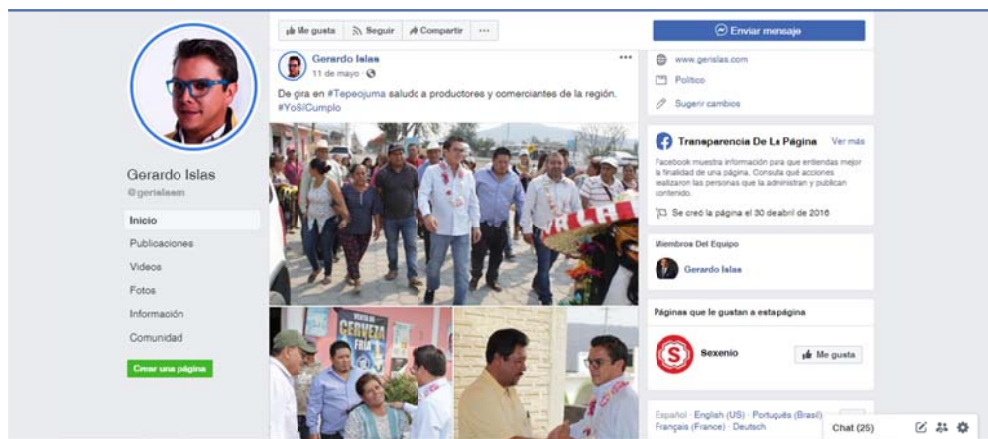 Me gusta
Seguir
Compartir
Enviar mensaje
Gerardo Islas
11 de mayo
De gira en #Tepeojuma saludo a productores y comerciantes de la región.
#YoSíCumplo
VENTA DE
CERVEZA
FRÍA
Gerardo Islas
@gerislasm
Inicio
Publicaciones
Videos
Fotos
Información
Comunidad
Crear una página
www.gerislas.com
Político
Sugerir cambios
Transparencia De La Página Ver más
Facebook muestra información para que entiendas mejor
la finalidad de una página. Consulta qué acciones
realizaron las personas que la administran y publican
contenido.
Se creó la página el 30 deabril de 2016
Miembros Del Equipo
Gerardo Islas
Páginas que le gustan a estapágina
S
Sexenio
Me gusta
Español · English (US) · Português (Brasil) ·
Français (France) · Deutsch
Chat (25)